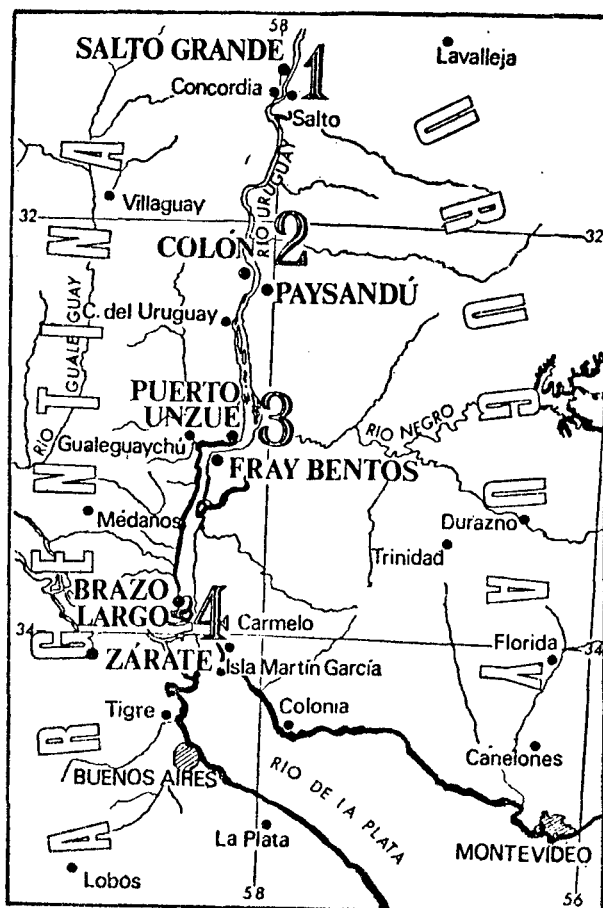 58
SALTO GRANDE
1
Lavalleja
Concordia
Salto
RIO URUGUAY
Villaguay
32
32
2
COLÓN
PAYSANDÚ
C. del Uruguay
RIO GUALEGUAY
PUERTO
UNZUE
3
RIO NEGRO
Gualeguaychú
FRAY BENTOS
Médanos
Durazno
Trinidad
BRAZO
LARGO
4
Carmelo
34
34
Florida
ZÁRATE
Isla Martín García
Tigre
Colonia
Canelones
BUENOS AIRES
RIO DE LA PLATA
La Plata
MONTEVIDEO
Lobos
58
56
ARGENTINA
URUGUAY